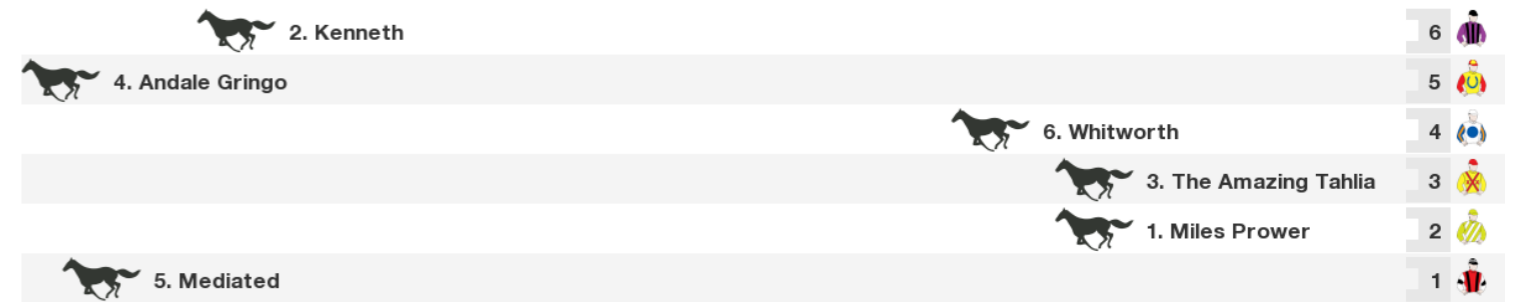 2. Kenneth 6
4. Andale Gringo 5
6. Whitworth 4
3. The Amazing Tahlia 3
1. Miles Prower 2
5. Mediated 1